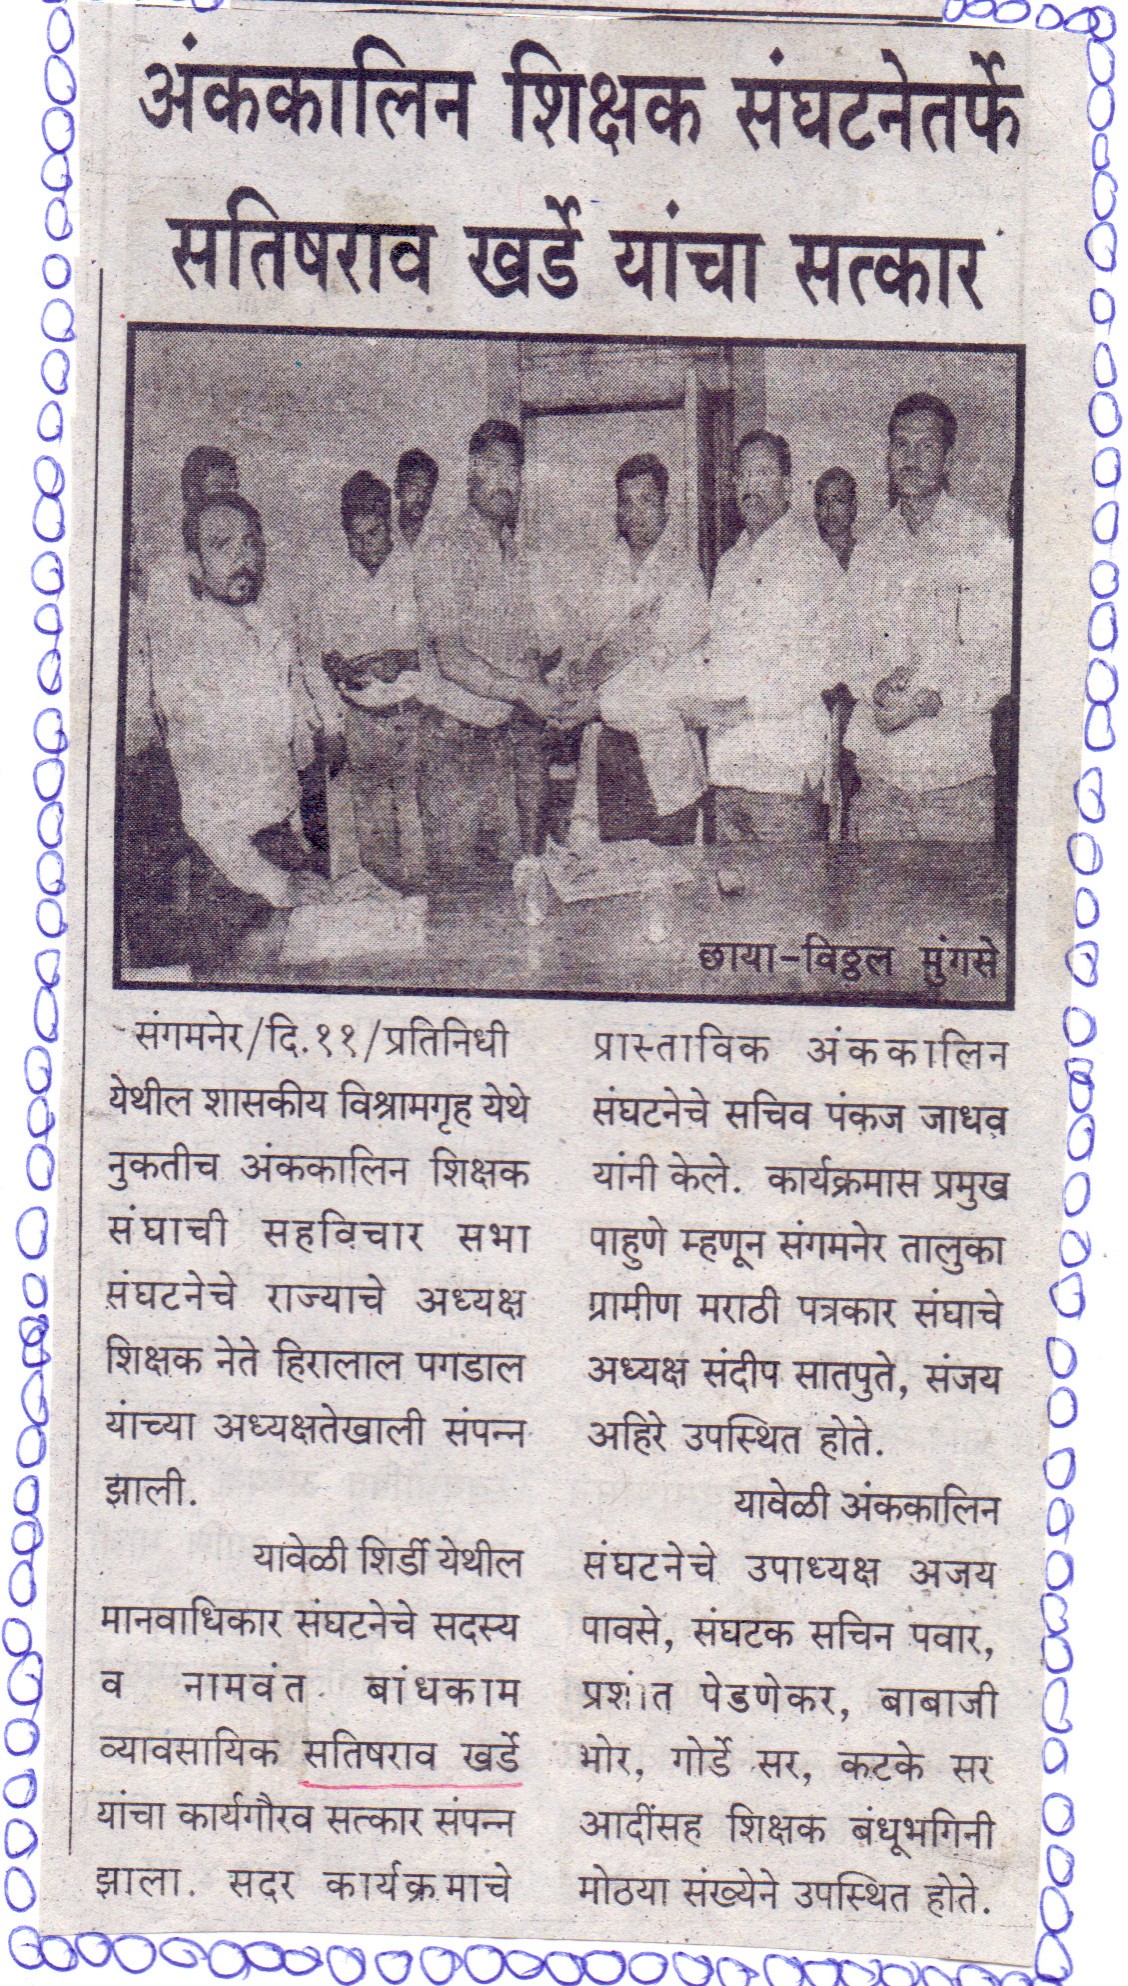 अंककालिन शिक्षक संघटनेतर्फे
सतिषराव खर्डे यांचा सत्कार
छाया-विठ्ठल मुंगसे
संगमनेर/दि.११/प्रतिनिधी
येथील शासकीय विश्रामगृह येथे
नुकतीच अंककालिन शिक्षक
संघाची सहविचार सभा
संघटनेचे राज्याचे अध्यक्ष
शिक्षक नेते हिरालाल पगडाल
यांच्या अध्यक्षतेखाली संपन्न
झाली.
यावेळी शिर्डी येथील
मानवाधिकार संघटनेचे सदस्य
व नामवंत बांधकाम
व्यावसायिक सतिषराव खर्डे
यांचा कार्यगौरव सत्कार संपन्न
झाला. सदर कार्यक्रमाचे
प्रास्ताविक अंककालिन
संघटनेचे सचिव पंकज जाधव
यांनी केले. कार्यक्रमास प्रमुख
पाहुणे म्हणून संगमनेर तालुका
ग्रामीण मराठी पत्रकार संघाचे
अध्यक्ष संदीप सातपुते, संजय
अहिरे उपस्थित होते.
यावेळी अंककालिन
संघटनेचे उपाध्यक्ष अजय
पावसे, संघटक सचिन पवार,
प्रशांत पेडणेकर, बाबाजी
भोर, गोर्डे सर, कटके सर
आदींसह शिक्षक बंधूभगिनी
मोठया संख्येने उपस्थित होते.